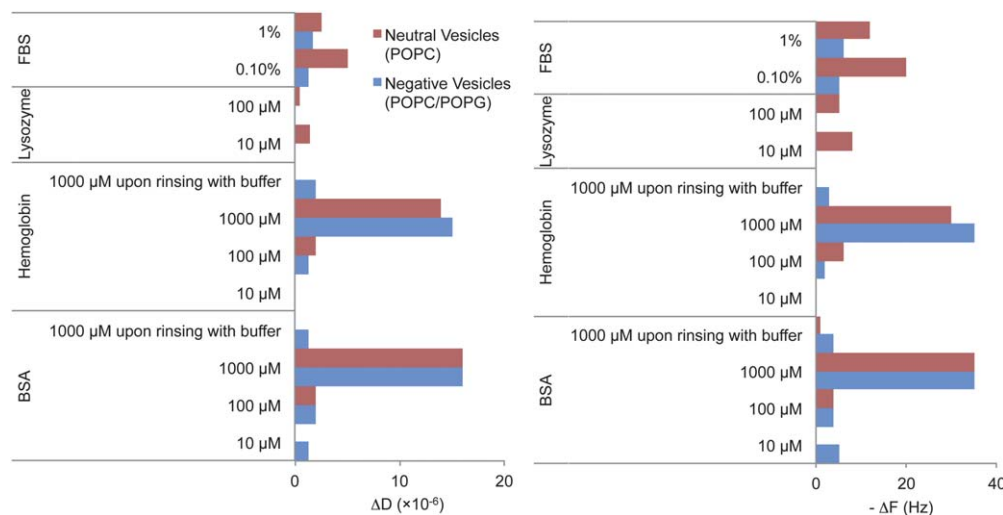 FBS
1%
0.10%
Lysozyme
100 µM
10 µM
Hemoglobin
1000 µM upon rinsing with buffer
1000 µM
100 µM
10 µM
BSA
1000 µM upon rinsing with buffer
1000 µM
100 µM
10 µM
0
10
20
ΔD (×10⁻⁶)
Neutral Vesicles
(POPC)
Negative Vesicles
(POPC/POPG)
FBS
1%
0.10%
Lysozyme
100 µM
10 µM
Hemoglobin
1000 µM upon rinsing with buffer
1000 µM
100 µM
10 µM
BSA
1000 µM upon rinsing with buffer
1000 µM
100 µM
10 µM
0
20
40
- ΔF (Hz)